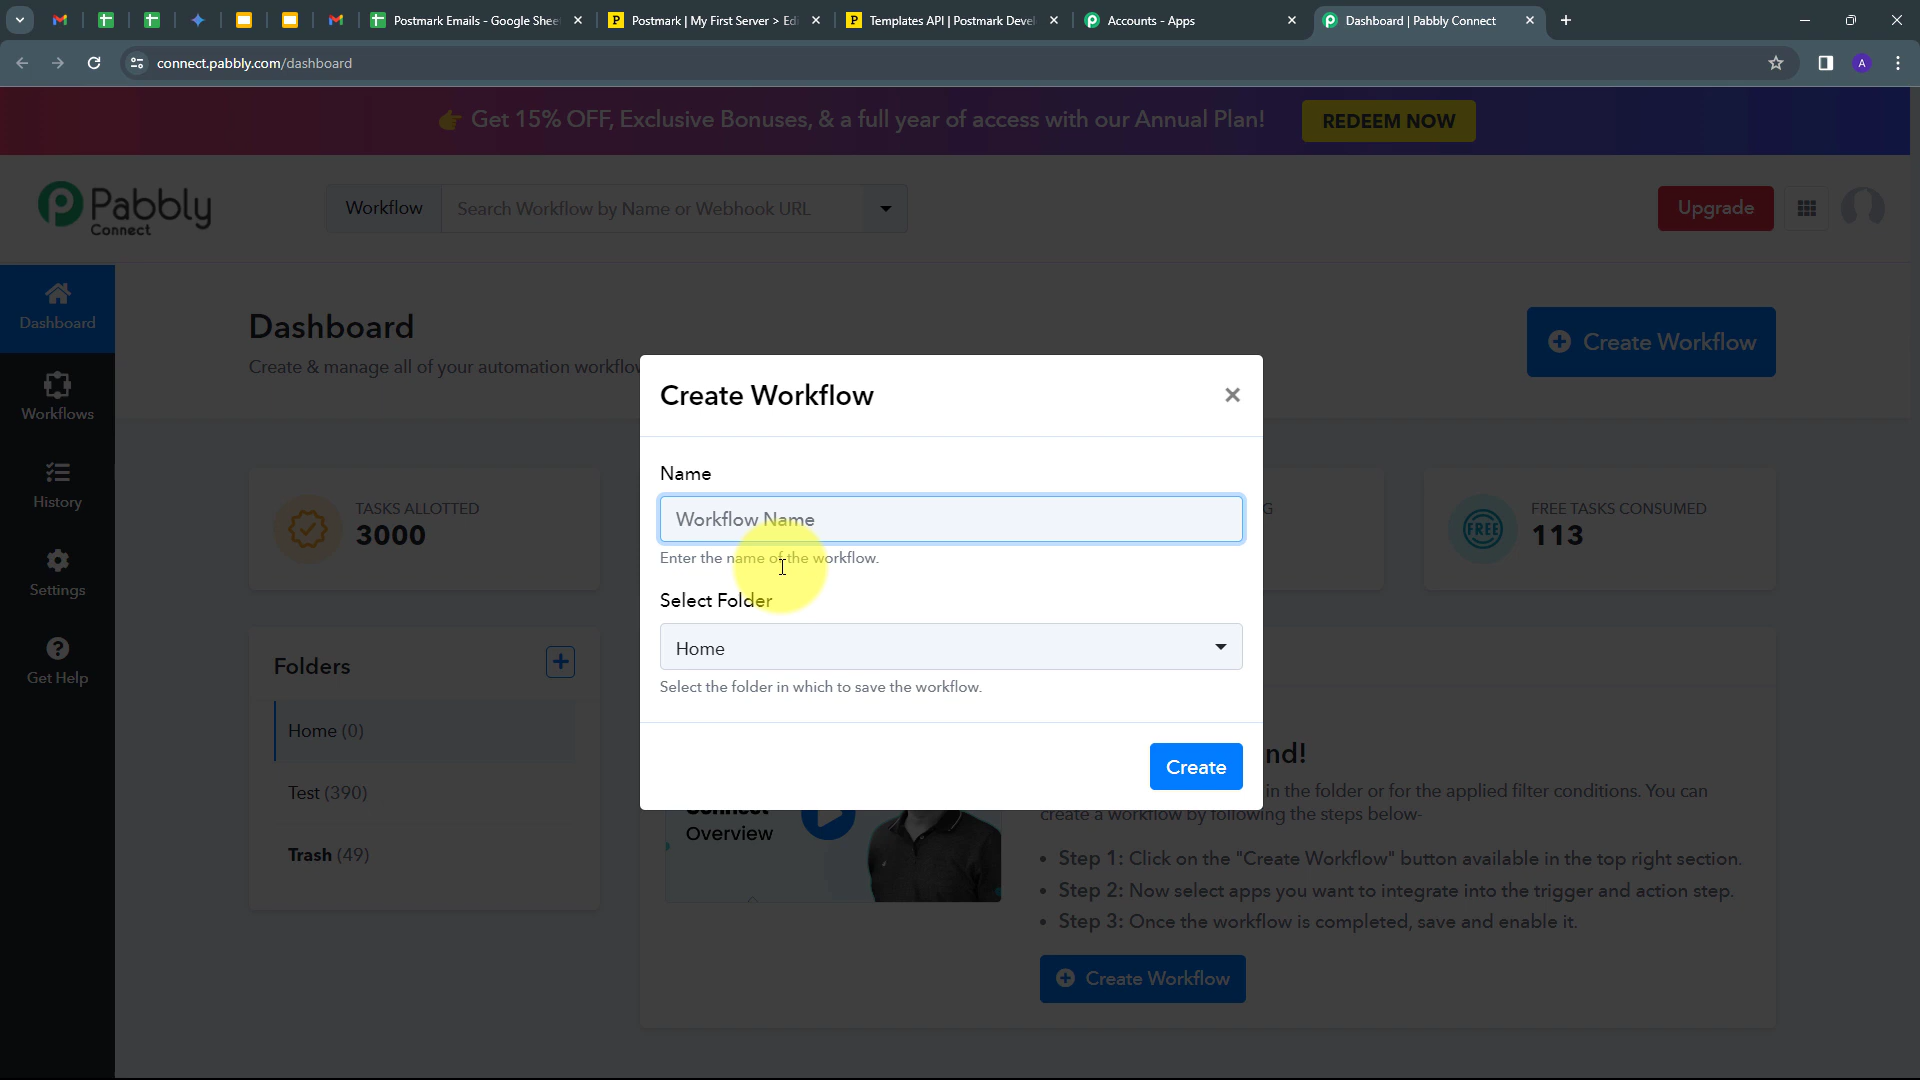 Postmark Emails - Google Shee
Postmark | My First Server > Edi
Templates API | Postmark Devel
Accounts - Apps
Dashboard | Pabbly Connect
connect.pabbly.com/dashboard
A
Get 15% OFF, Exclusive Bonuses, & a full year of access with our Annual Plan!
REDEEM NOW
Pabbly
Connect
Workflow
Search Workflow by Name or Webhook URL
Upgrade
Dashboard
Workflows
History
Settings
Get Help
Dashboard
Create & manage all of your automation workflow
Create Workflow
TASKS ALLOTTED
3000
G
FREE
FREE TASKS CONSUMED
113
Folders
Home (0)
Test (390)
Trash (49)
Create Workflow
Name
Workflow Name
Enter the name of the workflow.
Select Folder
Home
Select the folder in which to save the workflow.
Create
Connect
Overview
nd!
in the folder or for the applied filter conditions. You can
create a workflow by following the steps below-
• Step 1: Click on the "Create Workflow" button available in the top right section.
• Step 2: Now select apps you want to integrate into the trigger and action step.
• Step 3: Once the workflow is completed, save and enable it.
Create Workflow